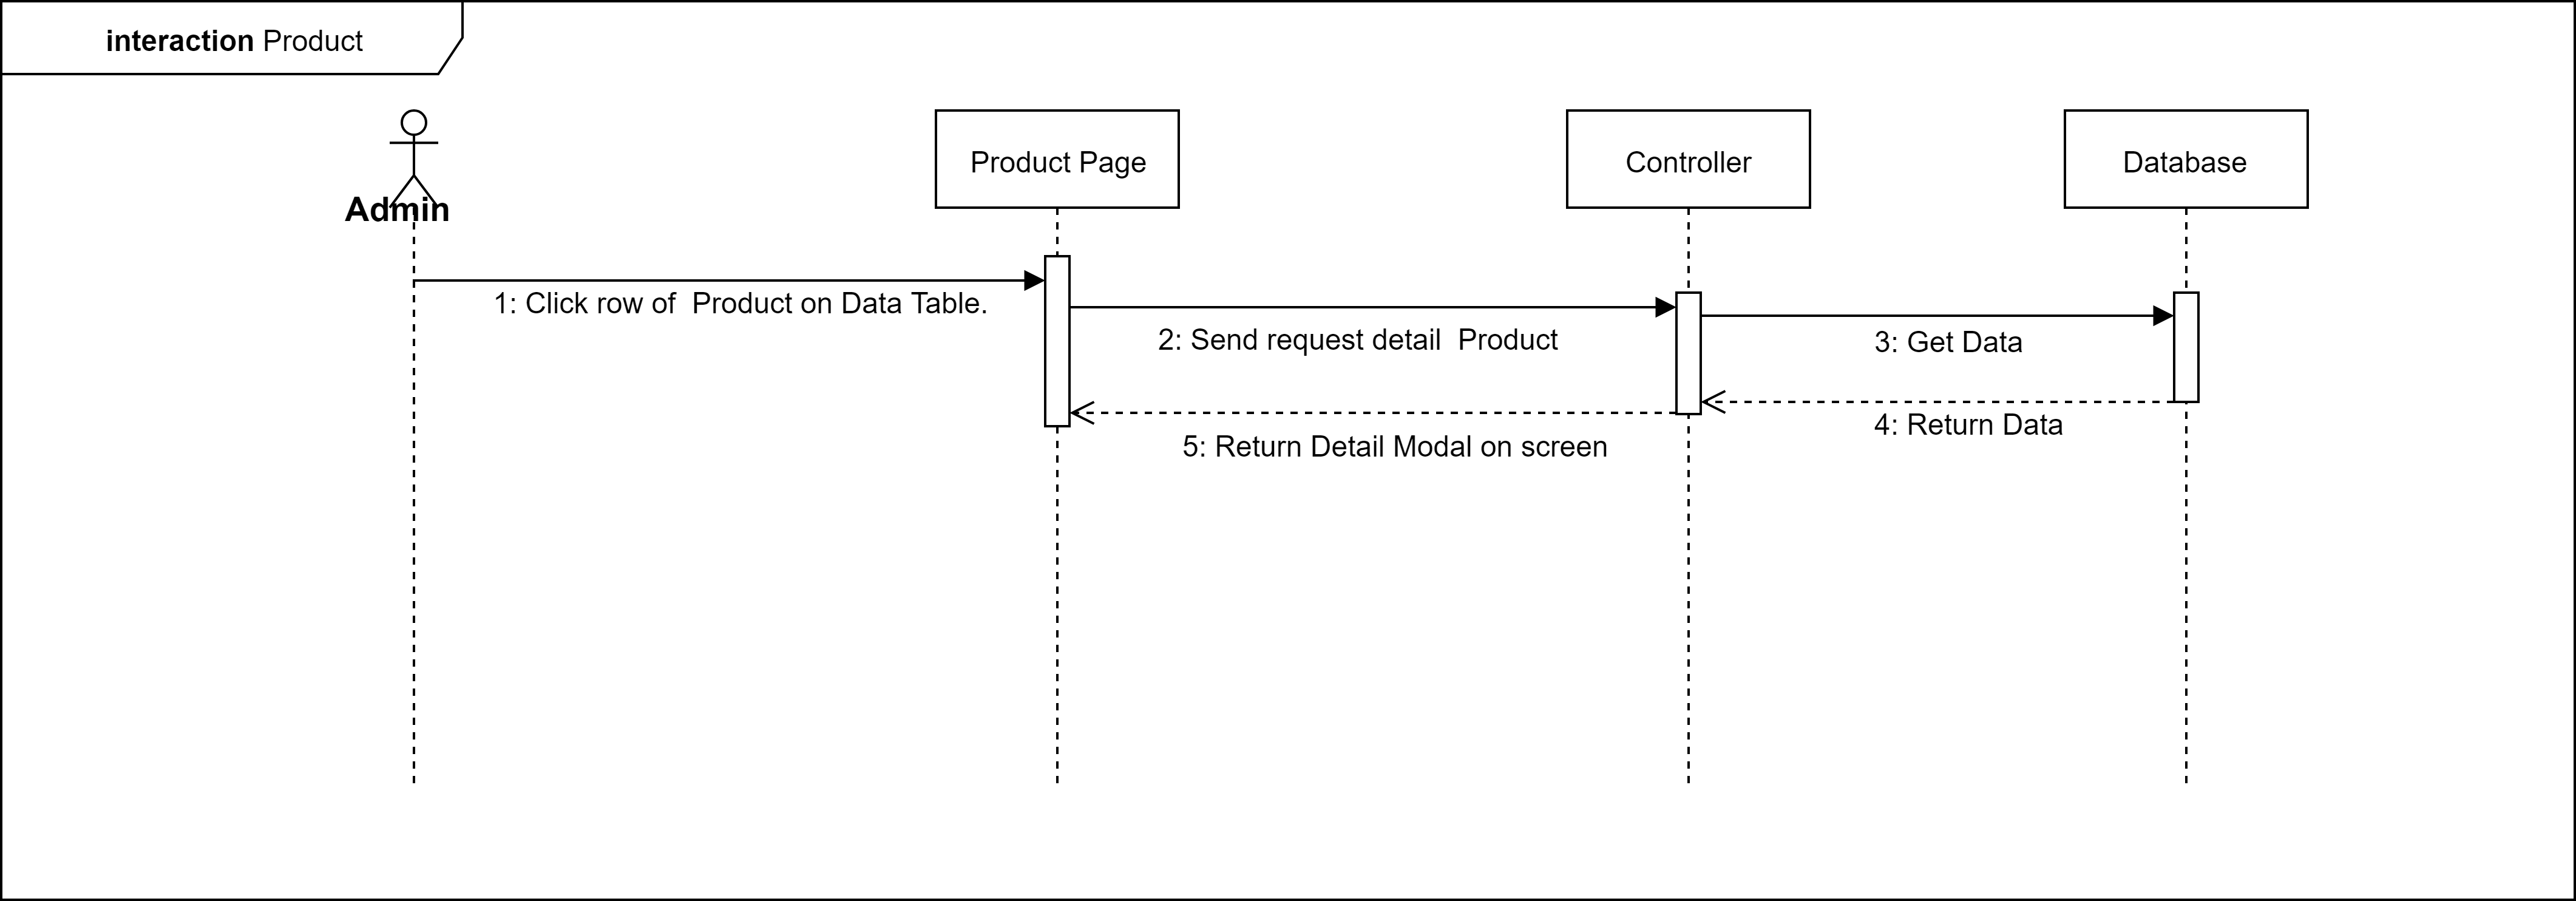 interaction Product
Admin
Product Page
Controller
Database
1: Click row of  Product on Data Table.
2: Send request detail  Product
3: Get Data
4: Return Data
5: Return Detail Modal on screen